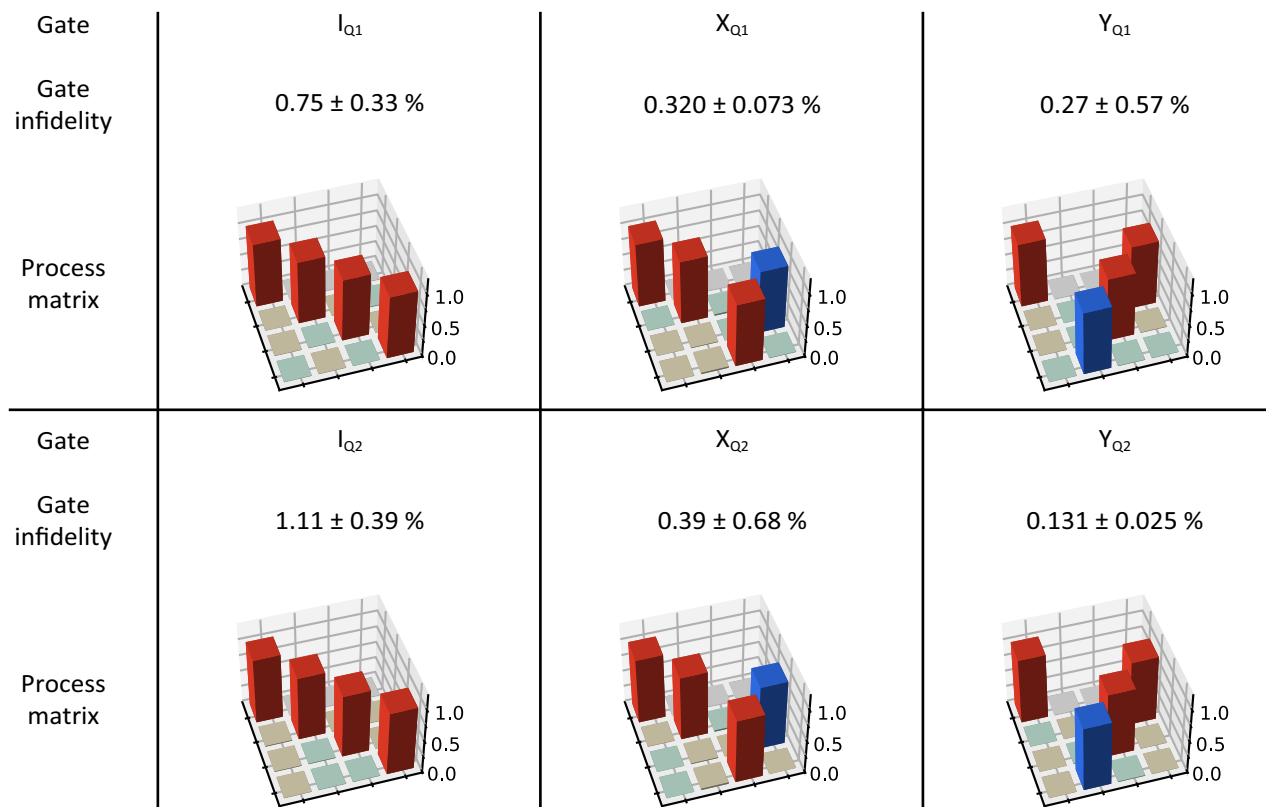 Gate I_Q1 X_Q1 Y_Q1
Gate
infidelity
0.75 ± 0.33 % 0.320 ± 0.073 % 0.27 ± 0.57 %
Process
matrix
1.0 1.0 1.0
0.5 0.5 0.5
0.0 0.0 0.0
Gate I_Q2 X_Q2 Y_Q2
Gate
infidelity
1.11 ± 0.39 % 0.39 ± 0.68 % 0.131 ± 0.025 %
Process
matrix
1.0 1.0 1.0
0.5 0.5 0.5
0.0 0.0 0.0